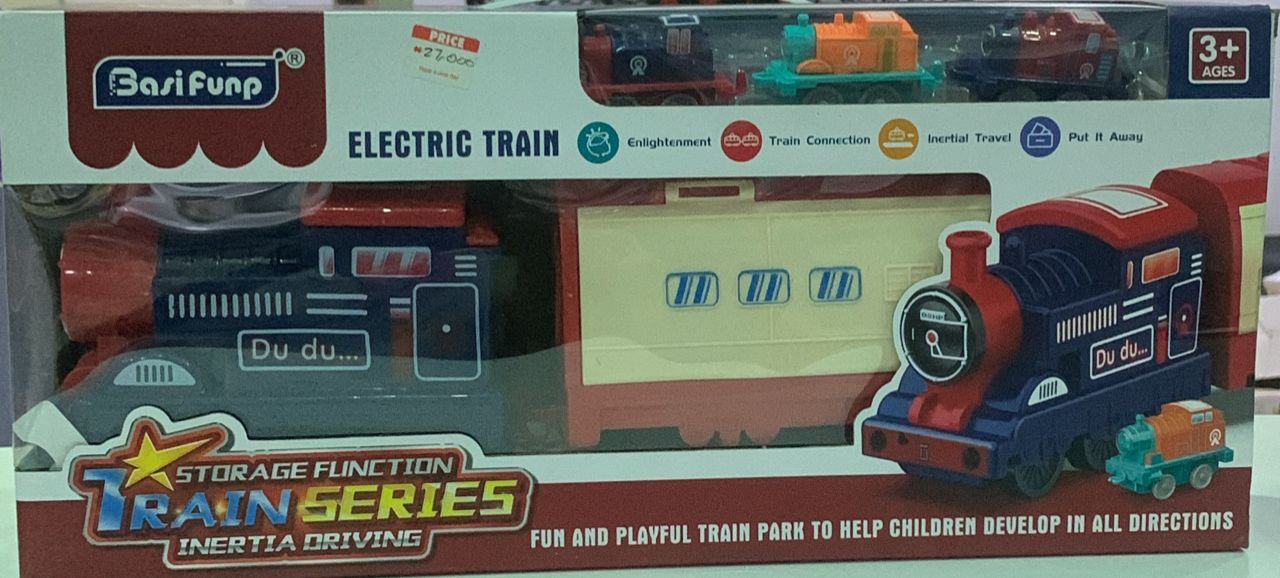 BasiFunp®
PRICE
₦27,000
3+
AGES
ELECTRIC TRAIN
Enlightenment
Train Connection
Inertial Travel
Put It Away
Du du...
Du du...
STORAGE FUNCTION
TRAIN SERIES
INERTIA DRIVING
FUN AND PLAYFUL TRAIN PARK TO HELP CHILDREN DEVELOP IN ALL DIRECTIONS